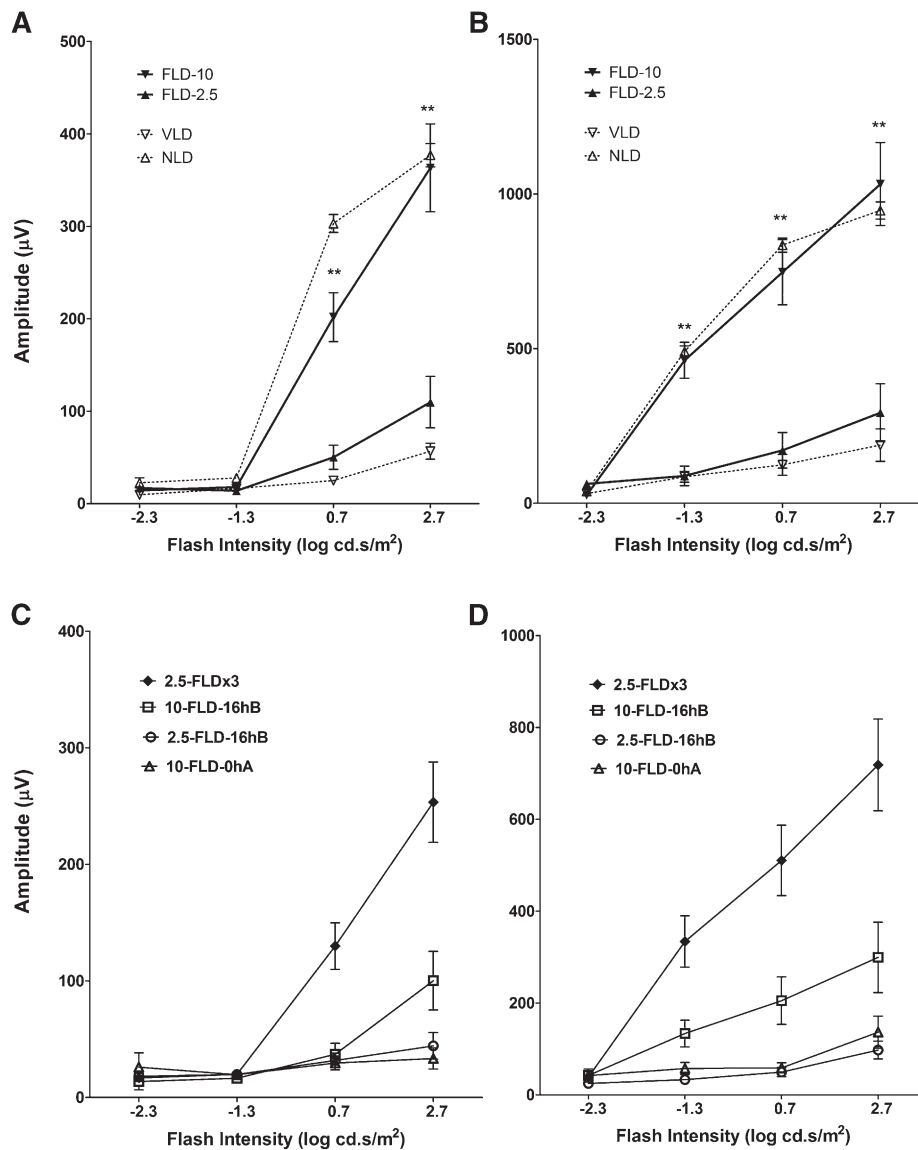 A
500
400
300
200
100
0
Amplitude (μV)
FLD-10
FLD-2.5
VLD
NLD
**
**
-2.3
-1.3
0.7
2.7
Flash Intensity (log cd.s/m²)
B
1500
1000
500
0
FLD-10
FLD-2.5
VLD
NLD
**
**
**
-2.3
-1.3
0.7
2.7
Flash Intensity (log cd.s/m²)
C
400
300
200
100
0
Amplitude (μV)
2.5-FLDx3
10-FLD-16hB
2.5-FLD-16hB
10-FLD-0hA
-2.3
-1.3
0.7
2.7
Flash Intensity (log cd.s/m²)
D
1000
800
600
400
200
0
2.5-FLDx3
10-FLD-16hB
2.5-FLD-16hB
10-FLD-0hA
-2.3
-1.3
0.7
2.7
Flash Intensity (log cd.s/m²)